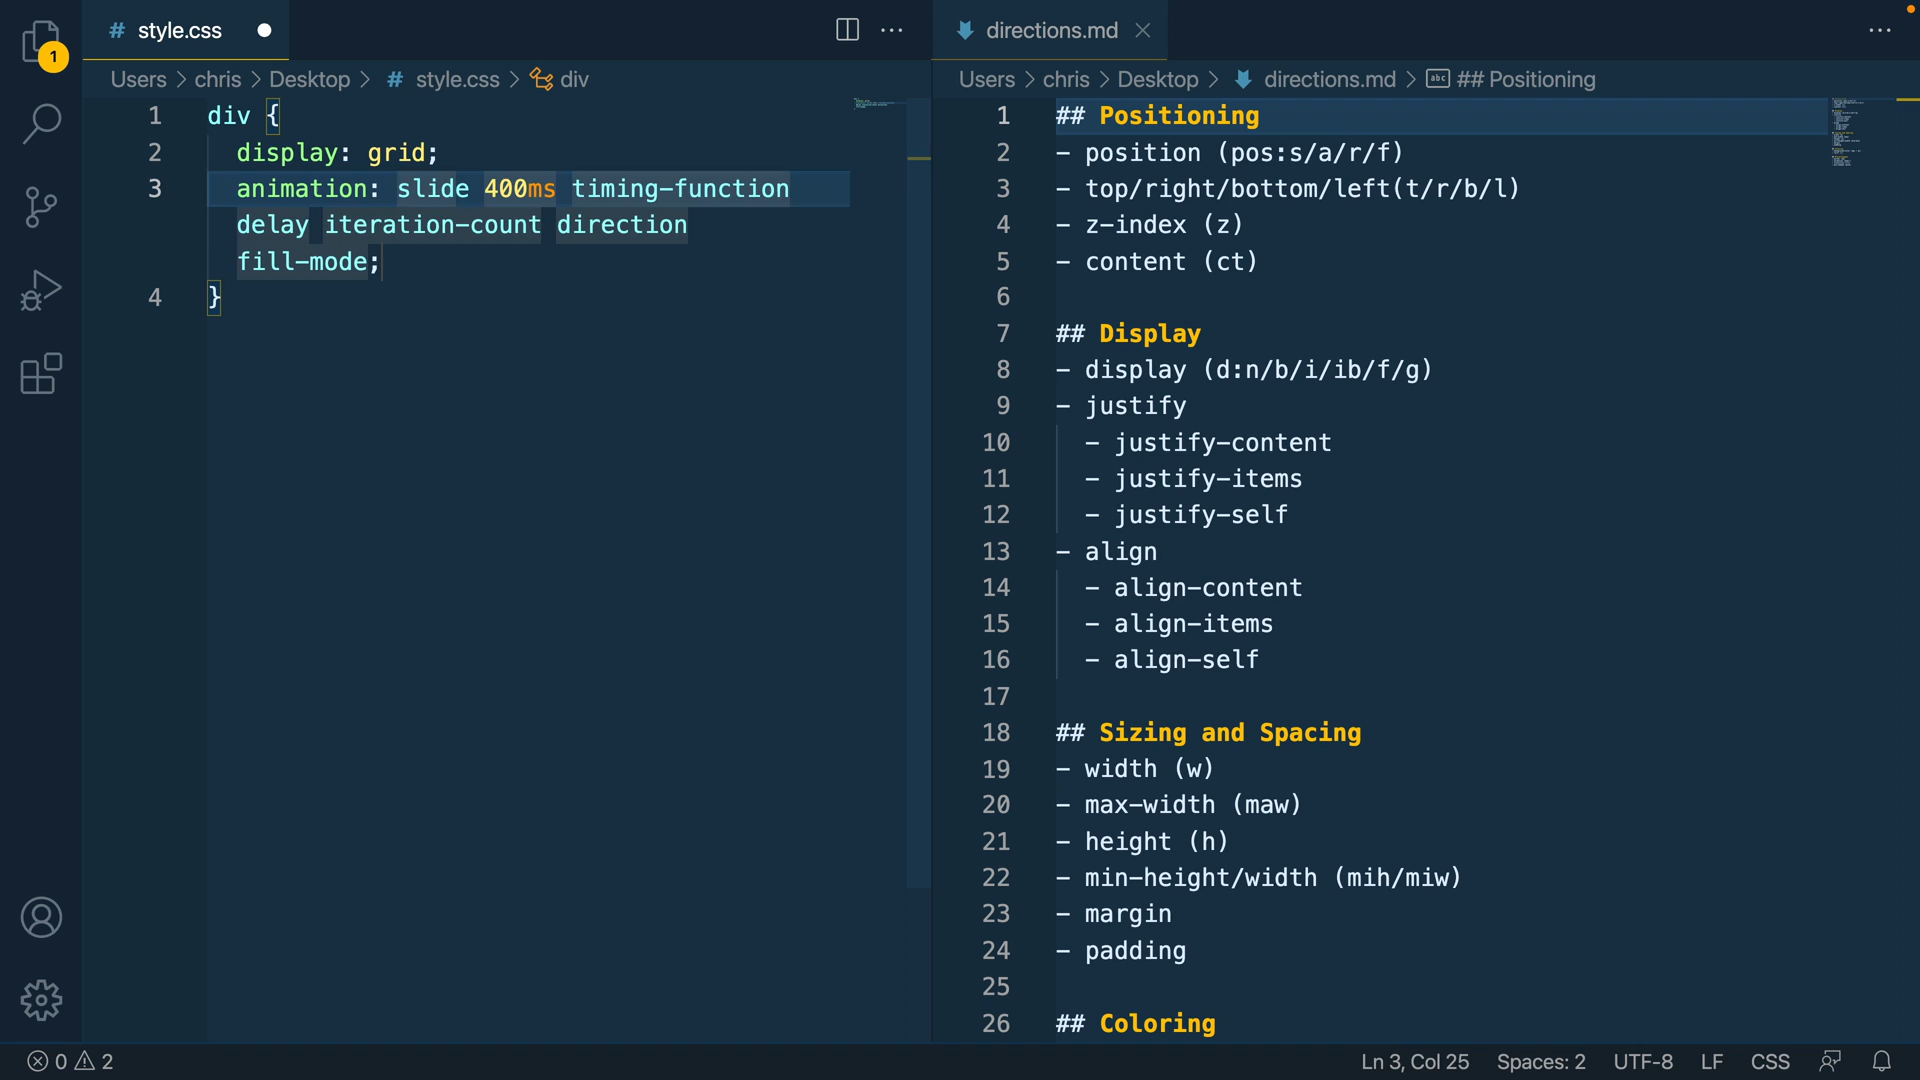 1
# style.css
directions.md
Users > chris > Desktop > # style.css > div
1 div {
2 display: grid;
3 animation: slide 400ms timing-function
delay iteration-count direction
fill-mode;
4 }
Users > chris > Desktop > directions.md > abc ## Positioning
1 ## Positioning
2 - position (pos:s/a/r/f)
3 - top/right/bottom/left(t/r/b/l)
4 - z-index (z)
5 - content (ct)
6
7 ## Display
8 - display (d:n/b/i/ib/f/g)
9 - justify
10 - justify-content
11 - justify-items
12 - justify-self
13 - align
14 - align-content
15 - align-items
16 - align-self
17
18 ## Sizing and Spacing
19 - width (w)
20 - max-width (maw)
21 - height (h)
22 - min-height/width (mih/miw)
23 - margin
24 - padding
25
26 ## Coloring
0 2
Ln 3, Col 25 Spaces: 2 UTF-8 LF CSS